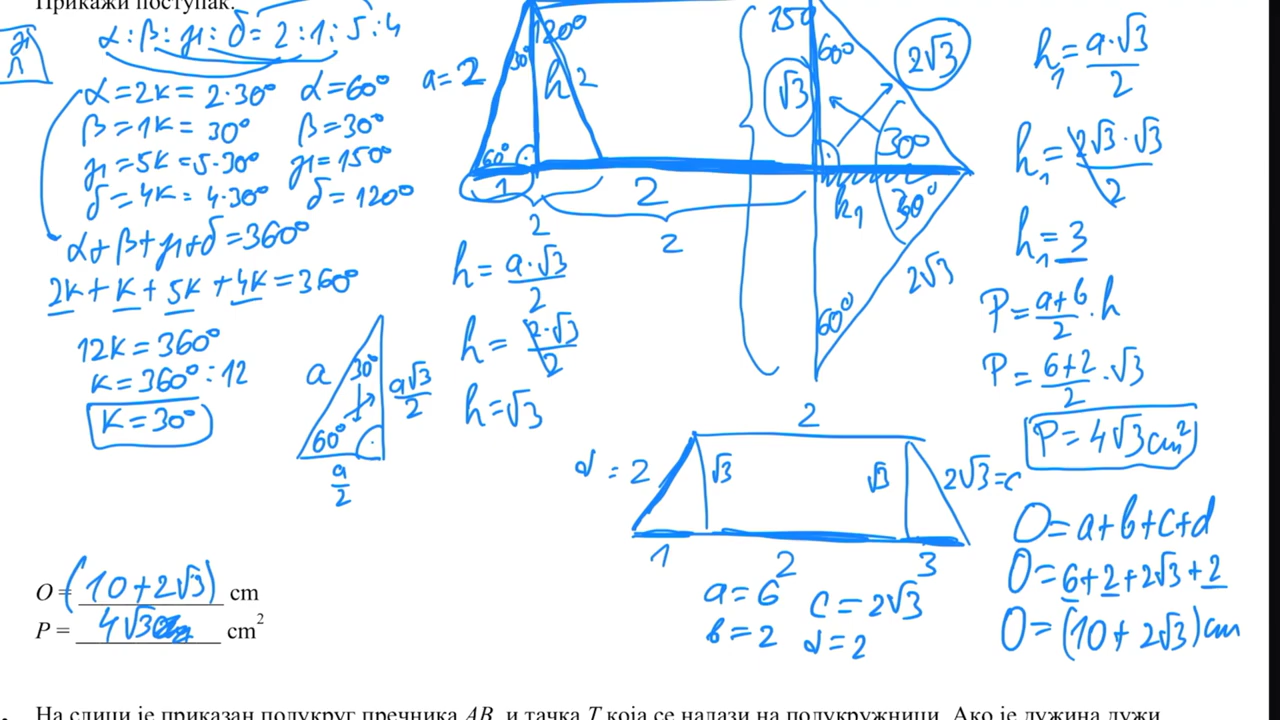 Прикажи поступак.
α : β : γ₁ : δ = 2 : 1 : 5 : 4
α = 2K = 2·30° α = 60°
β = 1K = 30° β = 30°
γ₁ = 5K = 5·30° γ₁ = 150°
δ = 4K = 4·30° δ = 120°
α + β + γ₁ + δ = 360°
2K + K + 5K + 4K = 360°
12K = 360°
K = 360° : 12
K = 30°
a
30°
60°
a√3/2
a/2
a = 2
120°
30°
h
2
60°
1
2
2
2
150
60°
√3
2√3
30°
h₁
30°
60°
2√3
h = a·√3/2
h = 2·√3/2
h = √3
h₁ = a·√3/2
h₁ = 2√3·√3/2
h₁ = 3
P = a+b/2 · h
P = 6+2/2 · √3
P = 4√3 cm²
2
d = 2
√3
√3
2√3 = c
1
2
3
a = 6 c = 2√3
b = 2 d = 2
O = a+b+c+d
O = 6+2+2√3+2
O = (10+2√3) cm
O = (10+2√3) cm
P = 4√3 cm²
На слици је приказан полукруг пречника AB и тачка T која се налази на полукружници. Ако је дужина дужи